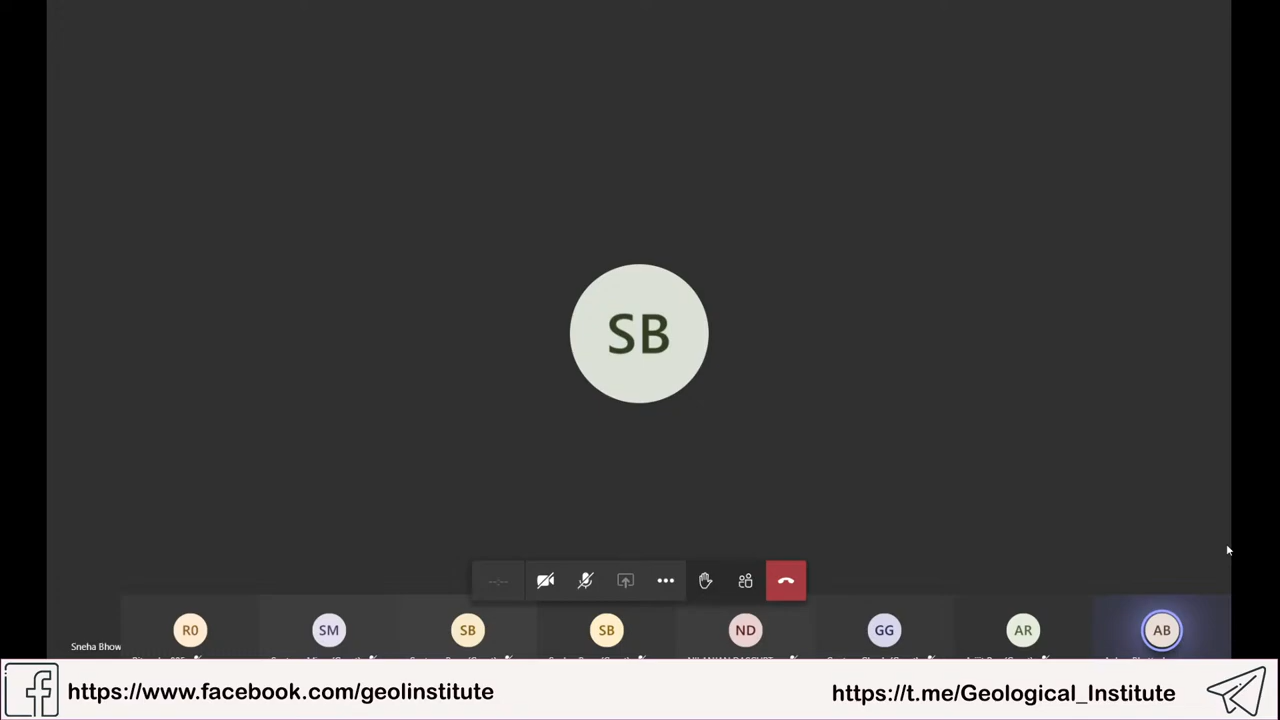 SB
R0
SM
SB
SB
ND
GG
AR
AB
Sneha Bhow
https://www.facebook.com/geolinstitute
https://t.me/Geological_Institute